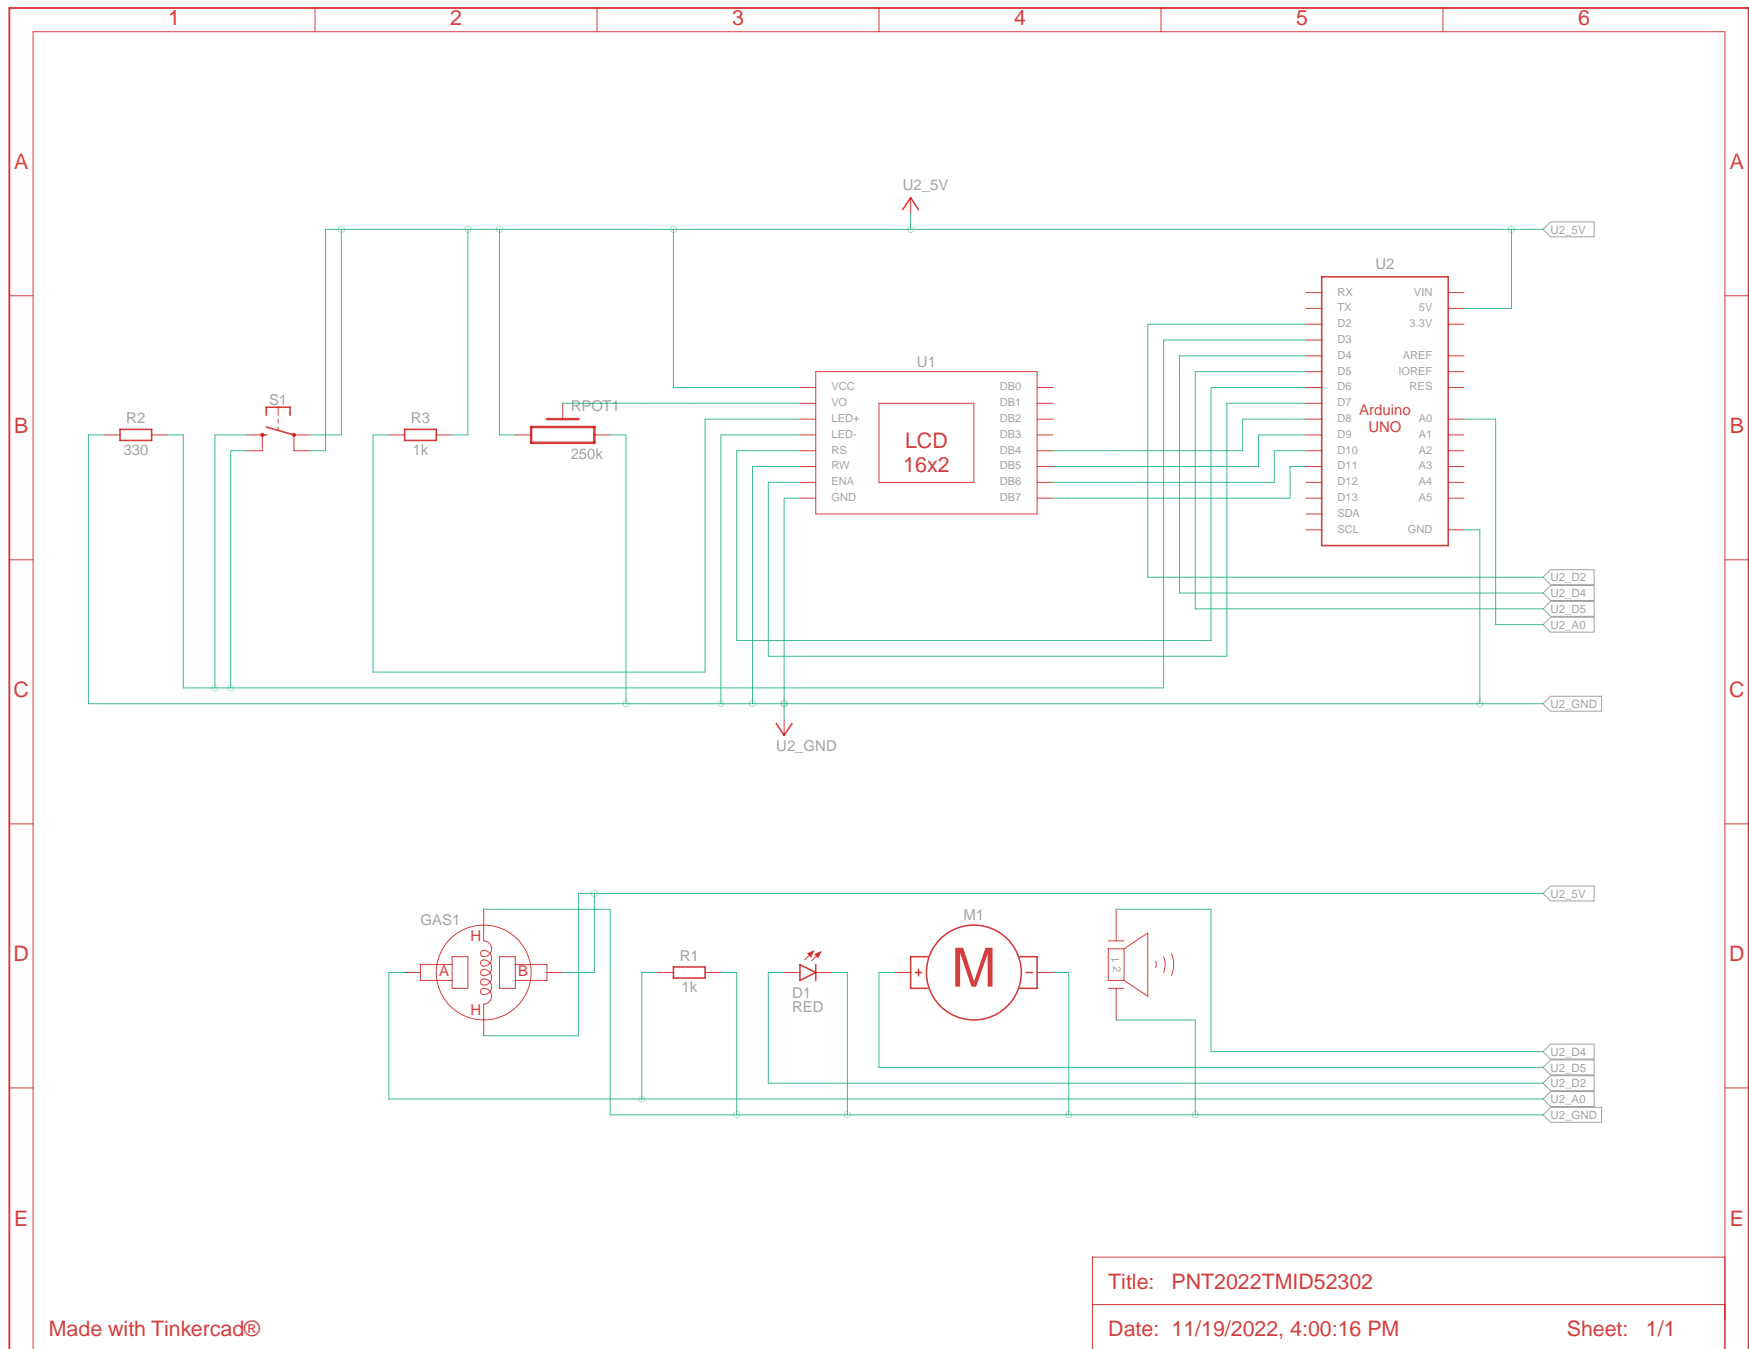 1 2 3 4 5 6
A A
U2_5V
U2_5V
U2
RX VIN
TX 5V
D2 3.3V
D3
D4 AREF
D5 IOREF
D6 RES
D7
Arduino
UNO
D8 A0
D9 A1
D10 A2
D11 A3
D12 A4
D13 A5
SDA
SCL GND
U1
VCC DB0
VO DB1
LED+ DB2
LED- DB3
RS DB4
RW DB5
ENA DB6
GND DB7
LCD
16x2
B B
R2
330
S1
R3
1k
RPOT1
250k
U2_D2
U2_D4
U2_D5
U2_A0
C C
U2_GND
U2_GND
U2_5V
GAS1
H
A B
H
R1
1k
D1
RED
M1
+ M -
1 2
D D
U2_D4
U2_D5
U2_D2
U2_A0
U2_GND
E E
Title: PNT2022TMID52302
Made with Tinkercad®
Date: 11/19/2022, 4:00:16 PM Sheet: 1/1